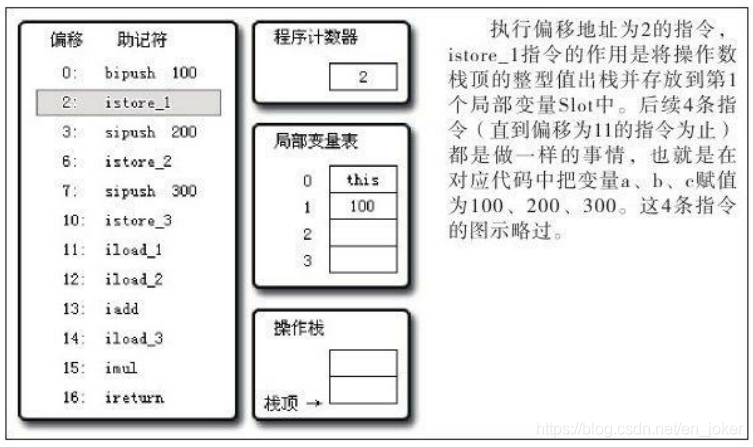 偏移 助记符
0: bipush 100
2: istore_1
3: sipush 200
6: istore_2
7: sipush 300
10: istore_3
11: iload_1
12: iload_2
13: iadd
14: iload_3
15: imul
16: ireturn
程序计数器
2
局部变量表
0 this
1 100
2
3
操作栈
栈顶 →
执行偏移地址为2的指令,
istore_1指令的作用是将操作数
栈顶的整型值出栈并存放到第1
个局部变量Slot中。后续4条指
令(直到偏移为11的指令为止)
都是做一样的事情,也就是在
对应代码中把变量a、b、c赋值
为100、200、300。这4条指令
的图示略过。
https://blog.csdn.net/en_joker